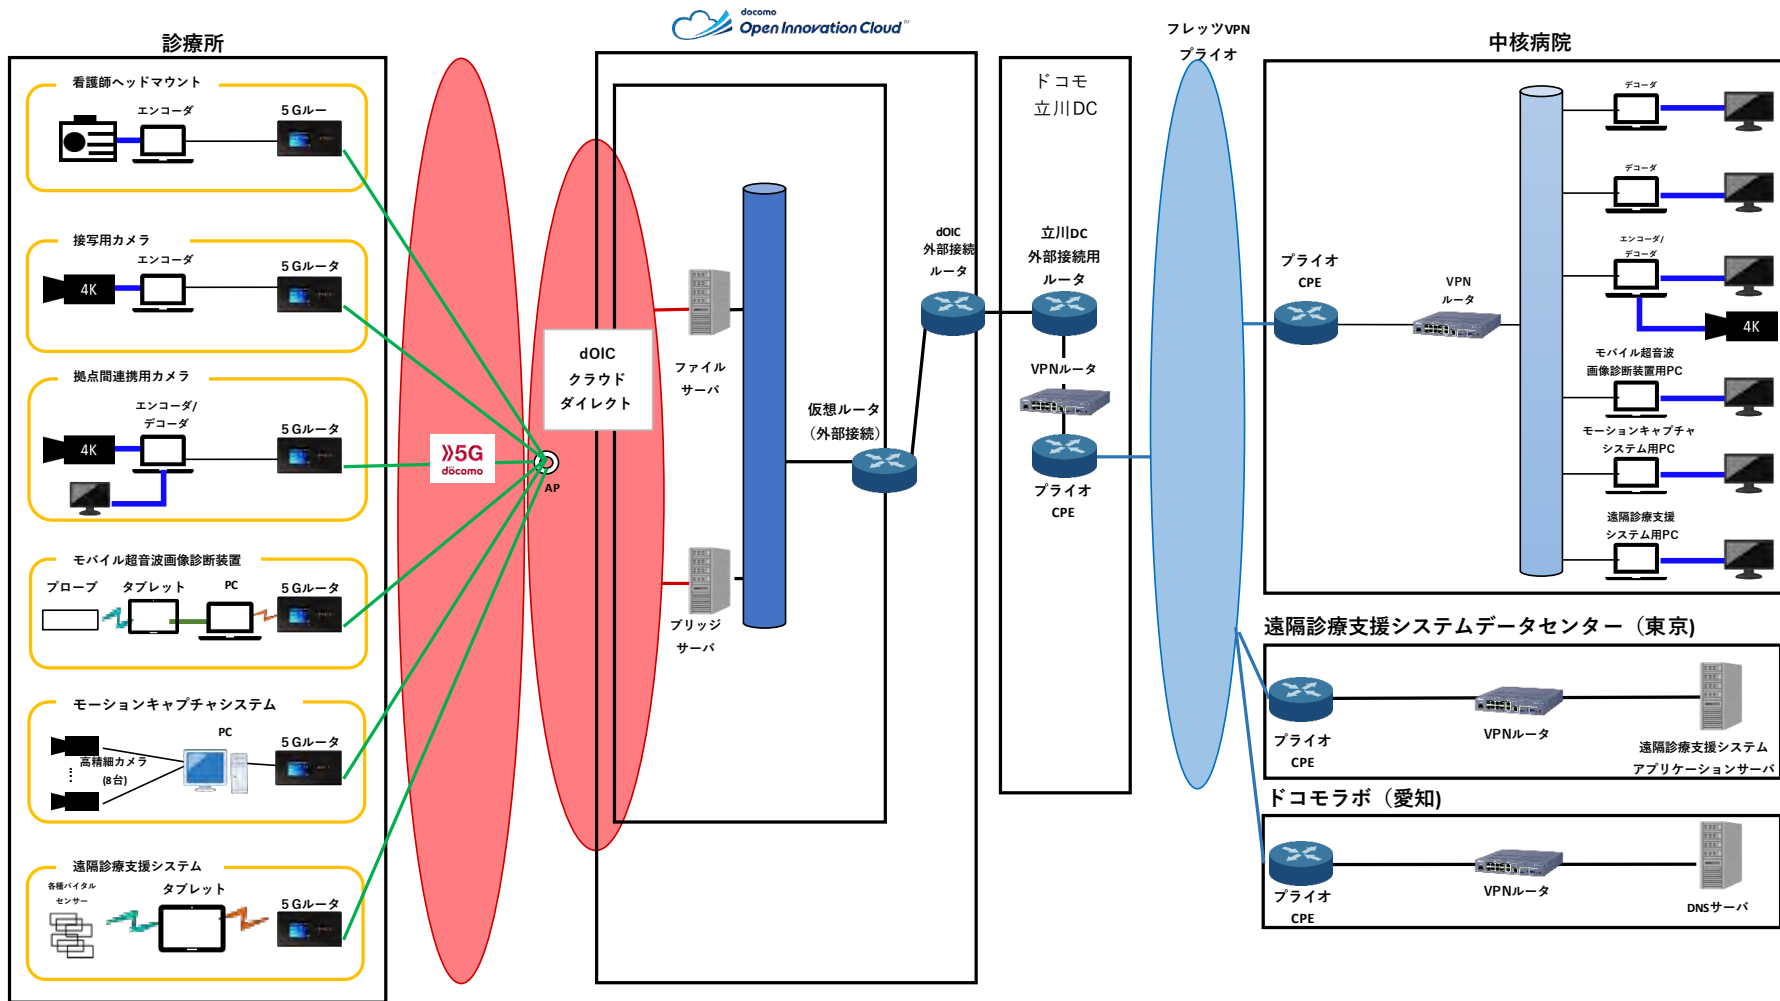 診療所
看護師ヘッドマウント
エンコーダ
5Gルー
接写用カメラ
エンコーダ
5Gルータ
4K
拠点間連携用カメラ
エンコーダ/
デコーダ
5Gルータ
4K
モバイル超音波画像診断装置
プローブ
タブレット
PC
5Gルータ
モーションキャプチャシステム
PC
5Gルータ
高精細カメラ
(8台)
遠隔診療支援システム
各種バイタル
センサー
タブレット
5Gルータ
5G
docomo
AP
docomo
Open Innovation Cloud
dOIC
クラウド
ダイレクト
ファイル
サーバ
ブリッジ
サーバ
仮想ルータ
（外部接続）
dOIC
外部接続
ルータ
ドコモ
立川DC
立川DC
外部接続用
ルータ
VPNルータ
プライオ
CPE
フレッツVPN
プライオ
中核病院
プライオ
CPE
VPN
ルータ
デコーダ
デコーダ
エンコーダ/
デコーダ
4K
モバイル超音波
画像診断装置用PC
モーションキャプチャ
システム用PC
遠隔診療支援
システム用PC
遠隔診療支援システムデータセンター（東京)
プライオ
CPE
VPNルータ
遠隔診療支援システム
アプリケーションサーバ
ドコモラボ（愛知)
プライオ
CPE
VPNルータ
DNSサーバ